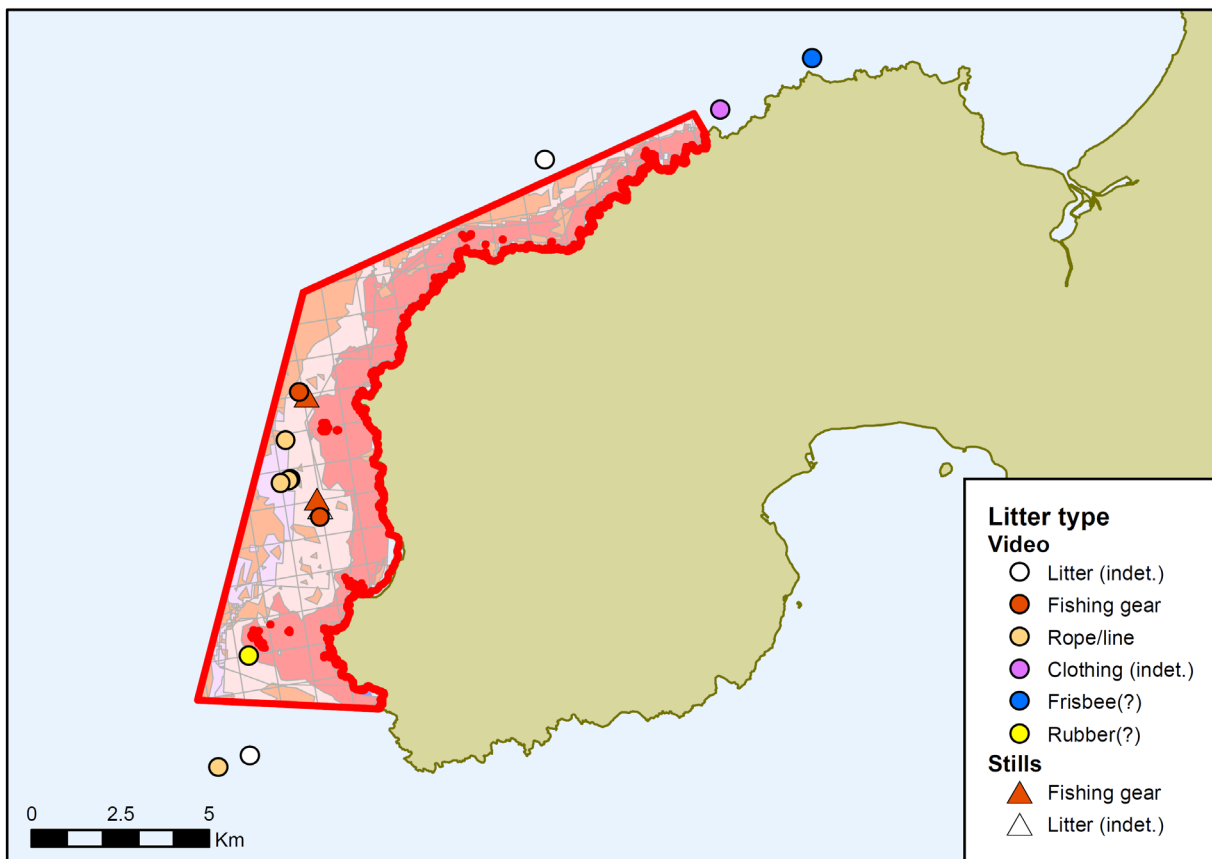 Litter type
Video
Litter (indet.)
Fishing gear
Rope/line
Clothing (indet.)
Frisbee(?)
Rubber(?)
Stills
Fishing gear
Litter (indet.)
0 2.5 5
Km